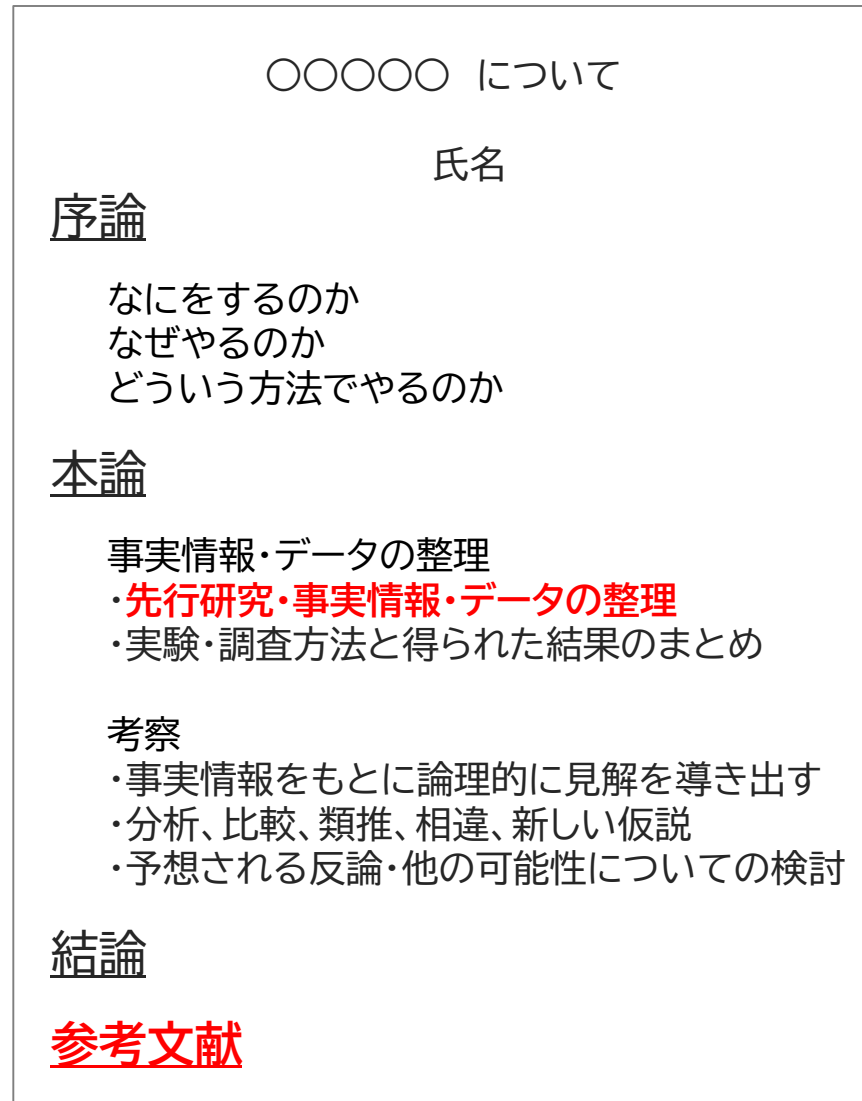 〇〇〇〇〇 について
氏名
序論
なにをするのか
なぜやるのか
どういう方法でやるのか
本論
事実情報・データの整理
・先行研究・事実情報・データの整理
・実験・調査方法と得られた結果のまとめ
考察
・事実情報をもとに論理的に見解を導き出す
・分析、比較、類推、相違、新しい仮説
・予想される反論・他の可能性についての検討
結論
参考文献